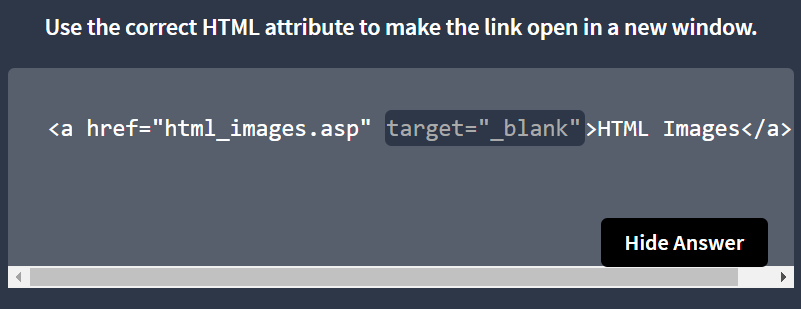 Use the correct HTML attribute to make the link open in a new window.
<a href="html_images.asp" target="_blank">HTML Images</a>
Hide Answer